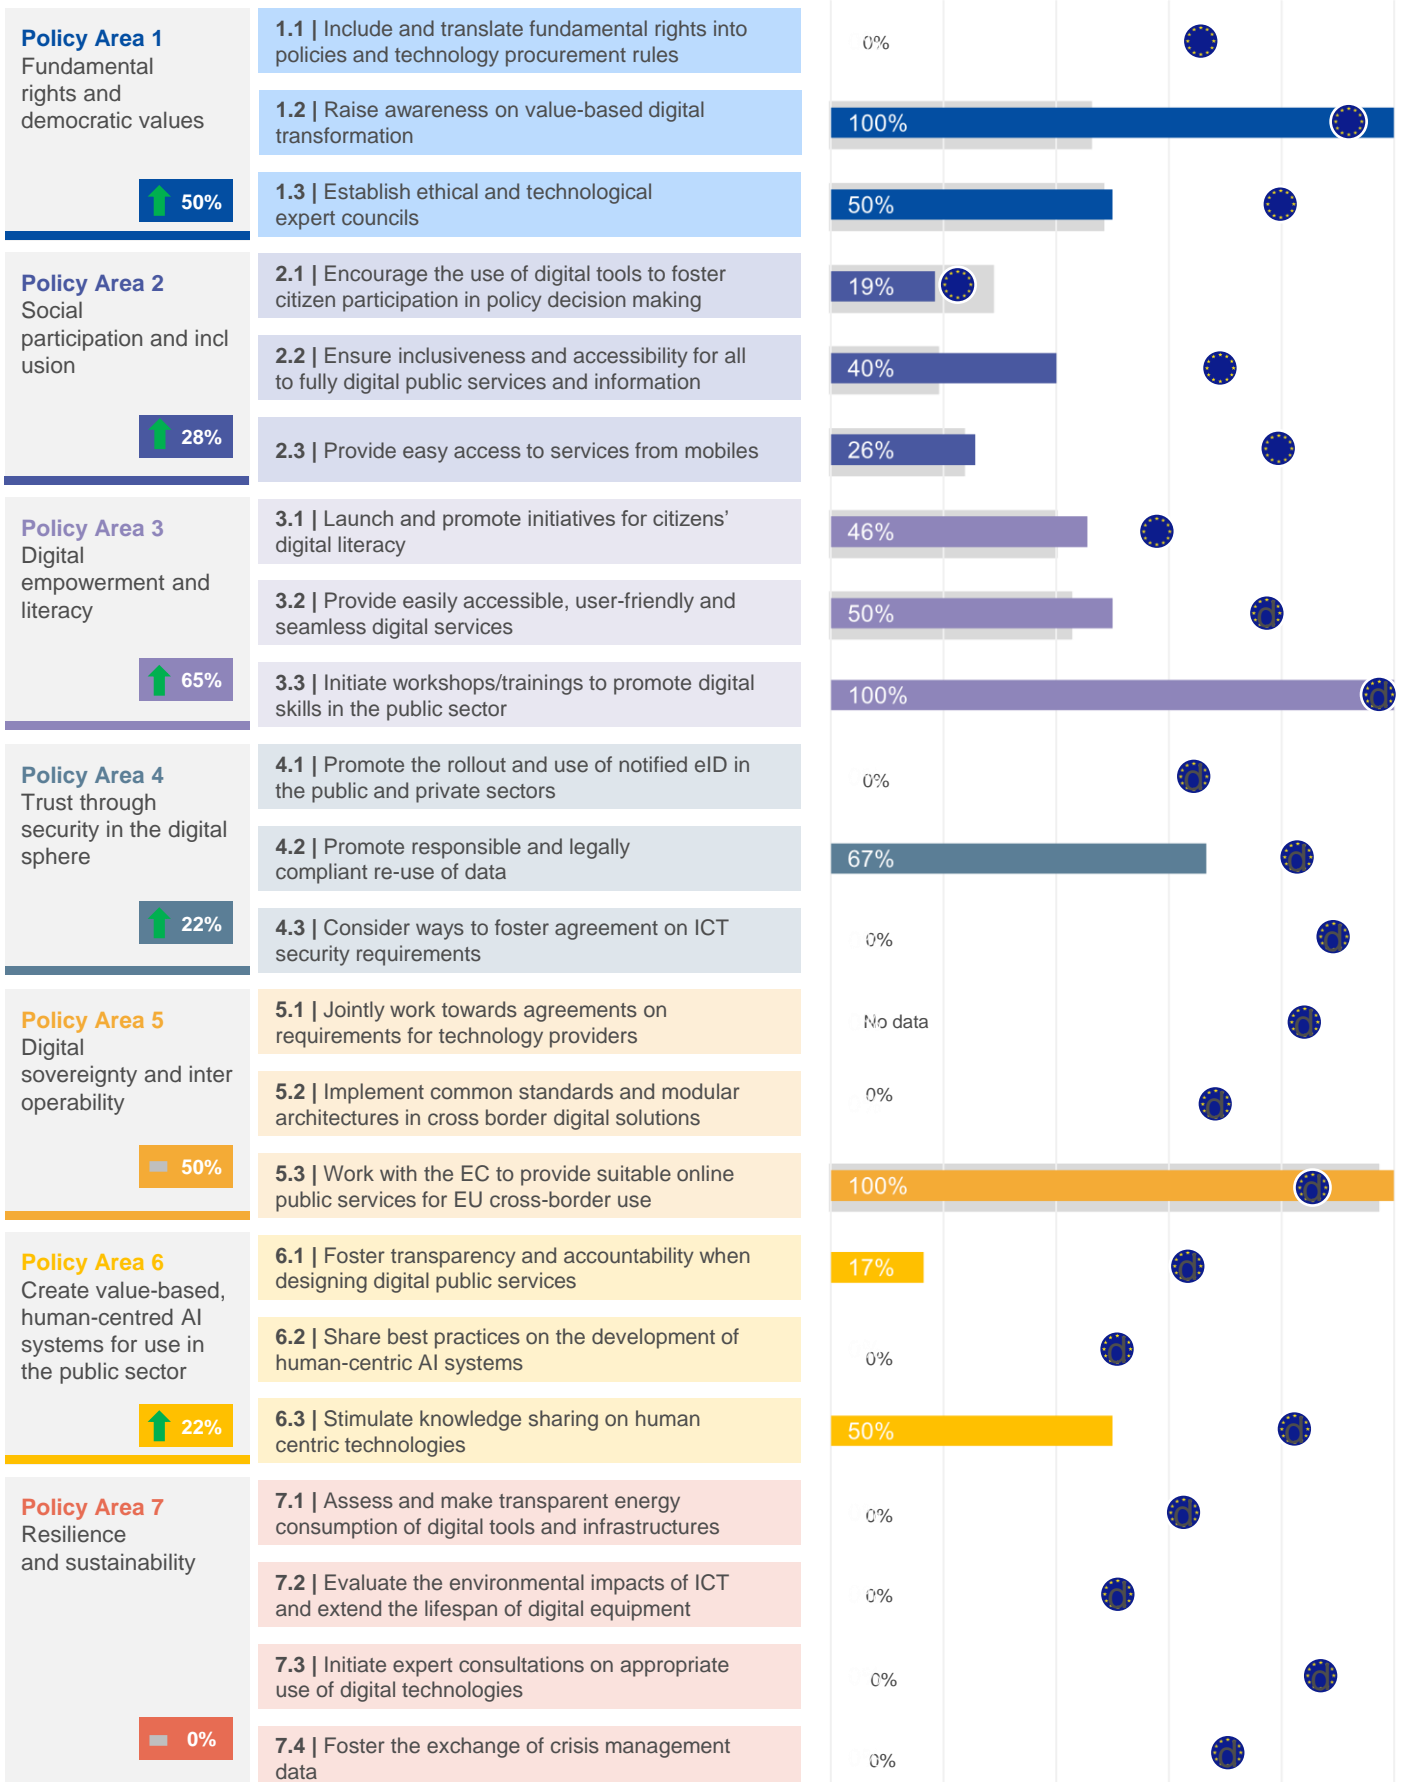 Policy Area 1
Fundamental
rights and
democratic values
50%
1.1 | Include and translate fundamental rights into
policies and technology procurement rules
0%
1.2 | Raise awareness on value-based digital
transformation
100%
1.3 | Establish ethical and technological
expert councils
50%
Policy Area 2
Social
participation and incl
usion
28%
2.1 | Encourage the use of digital tools to foster
citizen participation in policy decision making
19%
2.2 | Ensure inclusiveness and accessibility for all
to fully digital public services and information
40%
2.3 | Provide easy access to services from mobiles
26%
Policy Area 3
Digital
empowerment and
literacy
65%
3.1 | Launch and promote initiatives for citizens’
digital literacy
46%
3.2 | Provide easily accessible, user-friendly and
seamless digital services
50%
d
3.3 | Initiate workshops/trainings to promote digital
skills in the public sector
100%
d
Policy Area 4
Trust through
security in the digital
sphere
22%
4.1 | Promote the rollout and use of notified eID in
the public and private sectors
0%
d
4.2 | Promote responsible and legally
compliant re-use of data
67%
d
4.3 | Consider ways to foster agreement on ICT
security requirements
0%
d
Policy Area 5
Digital
sovereignty and inter
operability
50%
5.1 | Jointly work towards agreements on
requirements for technology providers
No data
d
5.2 | Implement common standards and modular
architectures in cross border digital solutions
0%
d
5.3 | Work with the EC to provide suitable online
public services for EU cross-border use
100%
d
Policy Area 6
Create value-based,
human-centred AI
systems for use in
the public sector
22%
6.1 | Foster transparency and accountability when
designing digital public services
17%
d
6.2 | Share best practices on the development of
human-centric AI systems
0%
d
6.3 | Stimulate knowledge sharing on human
centric technologies
50%
d
Policy Area 7
Resilience
and sustainability
0%
7.1 | Assess and make transparent energy
consumption of digital tools and infrastructures
0%
d
7.2 | Evaluate the environmental impacts of ICT
and extend the lifespan of digital equipment
0%
d
7.3 | Initiate expert consultations on appropriate
use of digital technologies
0%
d
7.4 | Foster the exchange of crisis management
data
0%
d